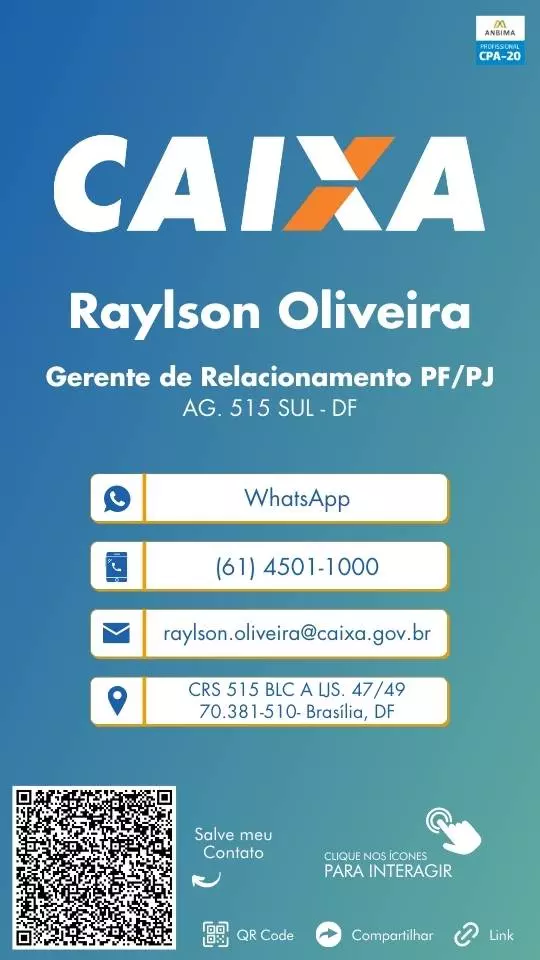 ANBIMA
PROFISSIONAL
CPA-20
CAIXA
Raylson Oliveira
Gerente de Relacionamento PF/PJ
AG. 515 SUL - DF
WhatsApp
(61) 4501-1000
raylson.oliveira@caixa.gov.br
CRS 515 BLC A LJS. 47/49
70.381-510- Brasília, DF
Salve meu
Contato
CLIQUE NOS ÍCONES
PARA INTERAGIR
QR Code
Compartilhar
Link